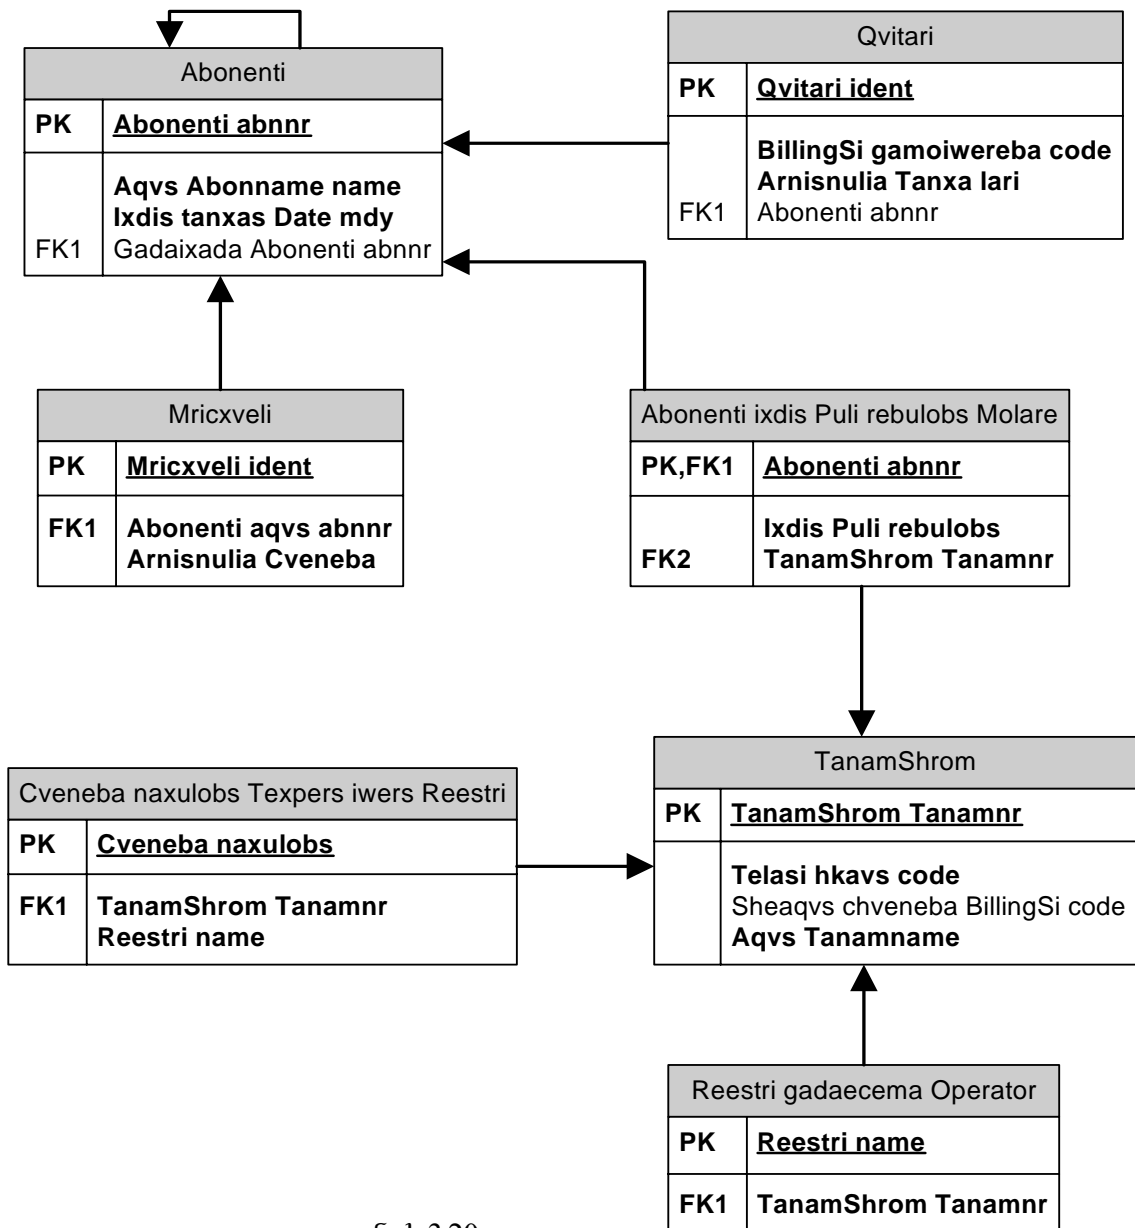 Abonenti
PK Abonenti abnnr
Aqvs Abonname name
Ixdis tanxas Date mdy
FK1 Gadaixada Abonenti abnnr
Qvitari
PK Qvitari ident
BillingSi gamoiwereba code
Arnisnulia Tanxa lari
FK1 Abonenti abnnr
Mricxveli
PK Mricxveli ident
FK1 Abonenti aqvs abnnr
Arnisnulia Cveneba
Abonenti ixdis Puli rebulobs Molare
PK,FK1 Abonenti abnnr
Ixdis Puli rebulobs
FK2 TanamShrom Tanamnr
Cveneba naxulobs Texpers iwers Reestri
PK Cveneba naxulobs
FK1 TanamShrom Tanamnr
Reestri name
TanamShrom
PK TanamShrom Tanamnr
Telasi hkavs code
Sheaqvs chveneba BillingSi code
Aqvs Tanamname
Reestri gadaecema Operator
PK Reestri name
FK1 TanamShrom Tanamnr